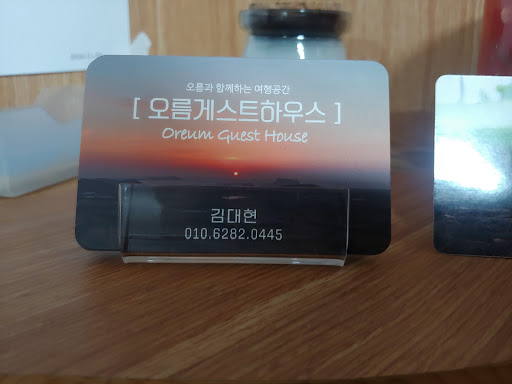 오름과 함께하는 여행공간
[ 오름게스트하우스 ]
Oreum Guest House
김대현
010.6282.0445